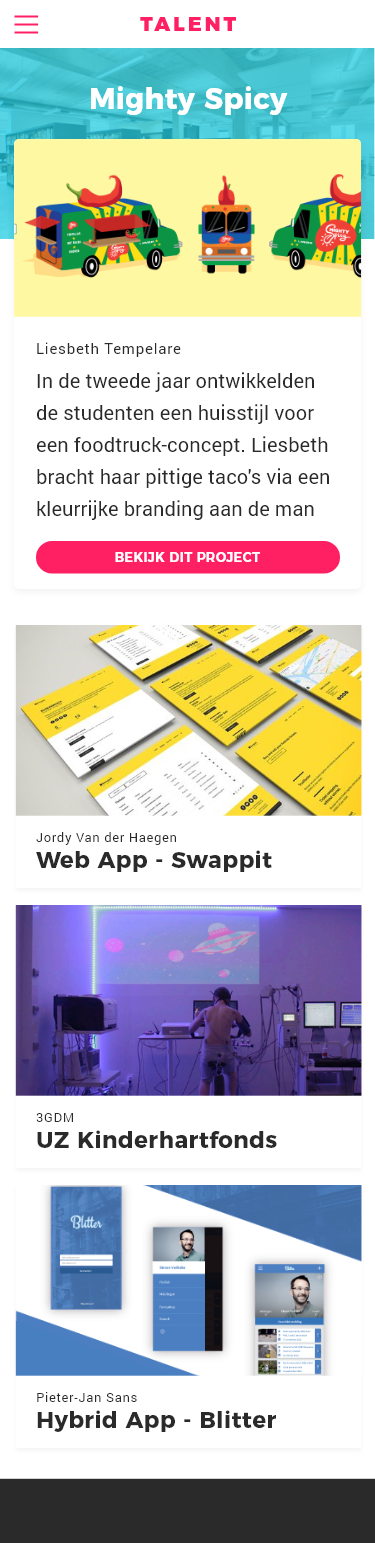 TALENT
Mighty Spicy
MIGHTY
Spicy
Liesbeth Tempelare
In de tweede jaar ontwikkelden
de studenten een huisstijl voor
een foodtruck-concept. Liesbeth
bracht haar pittige taco's via een
kleurrijke branding aan de man
BEKIJK DIT PROJECT
Jordy Van der Haegen
Web App - Swappit
3GDM
UZ Kinderhartfonds
Blitter
Pieter-Jan Sans
Hybrid App - Blitter